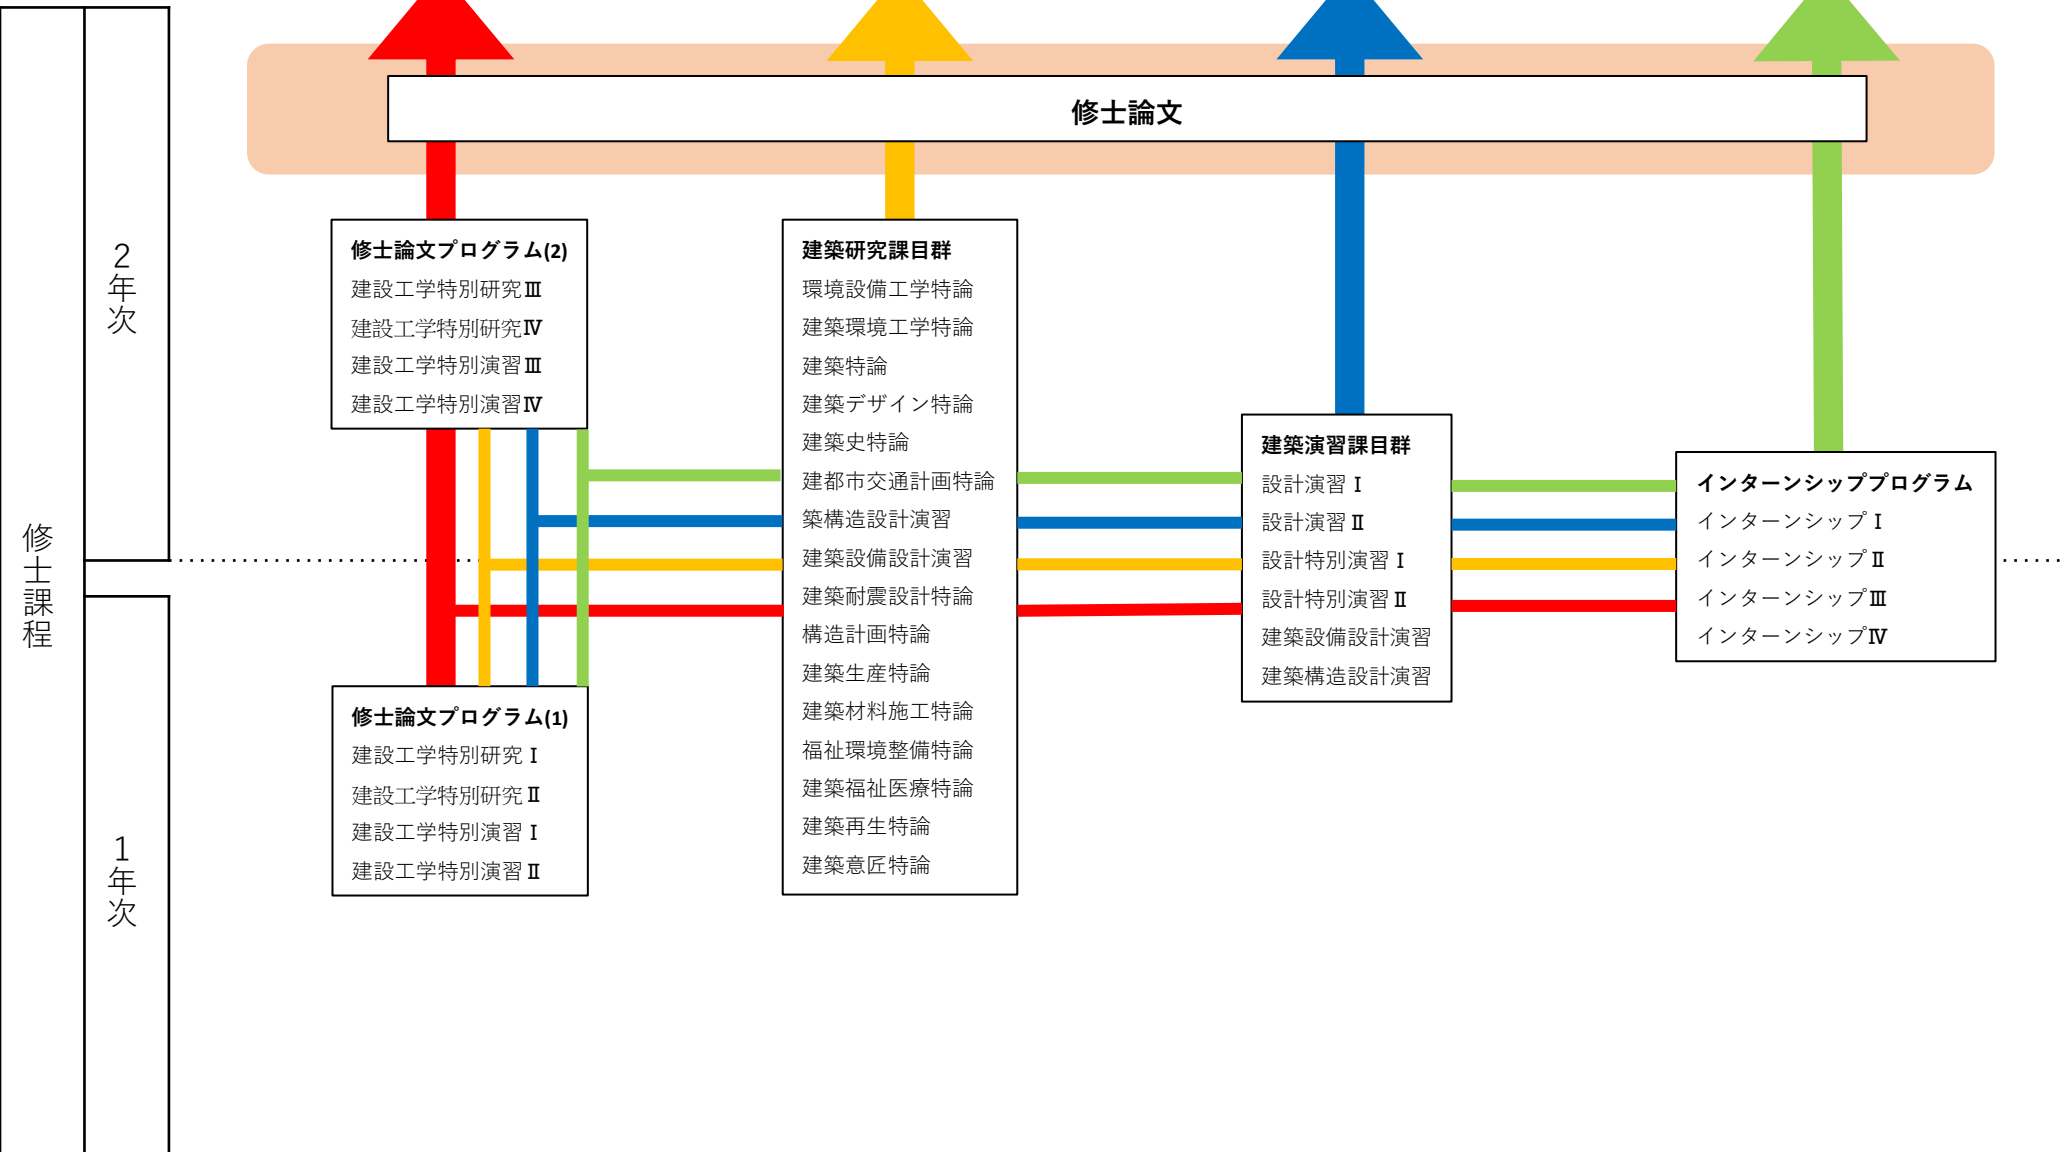 修士論文
修士課程
2年次
1年次
修士論文プログラム(2)
建設工学特別研究Ⅲ
建設工学特別研究Ⅳ
建設工学特別演習Ⅲ
建設工学特別演習Ⅳ
修士論文プログラム(1)
建設工学特別研究Ⅰ
建設工学特別研究Ⅱ
建設工学特別演習Ⅰ
建設工学特別演習Ⅱ
建築研究課目群
環境設備工学特論
建築環境工学特論
建築特論
建築デザイン特論
建築史特論
建都市交通計画特論
築構造設計演習
建築設備設計演習
建築耐震設計特論
構造計画特論
建築生産特論
建築材料施工特論
福祉環境整備特論
建築福祉医療特論
建築再生特論
建築意匠特論
建築演習課目群
設計演習Ⅰ
設計演習Ⅱ
設計特別演習Ⅰ
設計特別演習Ⅱ
建築設備設計演習
建築構造設計演習
インターンシッププログラム
インターンシップⅠ
インターンシップⅡ
インターンシップⅢ
インターンシップⅣ